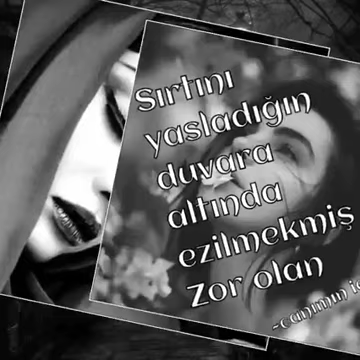 Sırtını
yasladığın
duvara
altında
ezilmekmiş
Zor olan